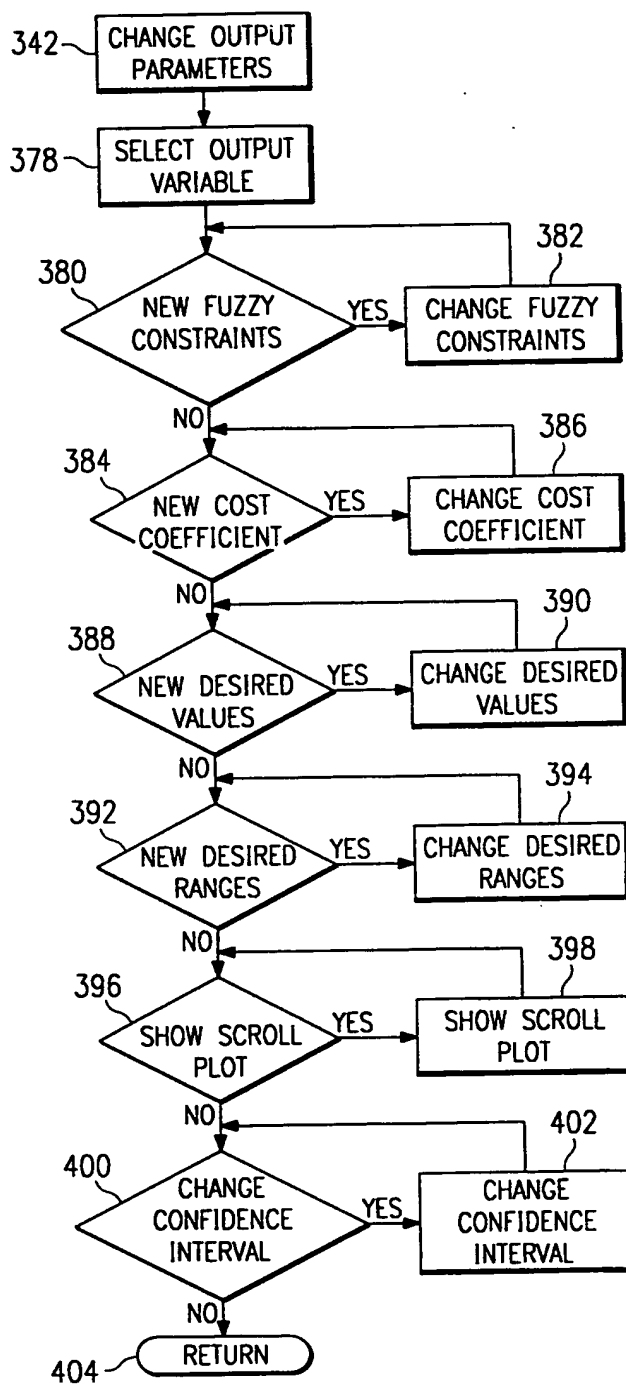 342
CHANGE OUTPUT
PARAMETERS
378
SELECT OUTPUT
VARIABLE
380
NEW FUZZY
CONSTRAINTS
YES
382
CHANGE FUZZY
CONSTRAINTS
NO
384
NEW COST
COEFFICIENT
YES
386
CHANGE COST
COEFFICIENT
NO
388
NEW DESIRED
VALUES
YES
390
CHANGE DESIRED
VALUES
NO
392
NEW DESIRED
RANGES
YES
394
CHANGE DESIRED
RANGES
NO
396
SHOW SCROLL
PLOT
YES
398
SHOW SCROLL
PLOT
NO
400
CHANGE
CONFIDENCE
INTERVAL
YES
402
CHANGE
CONFIDENCE
INTERVAL
NO
404
RETURN